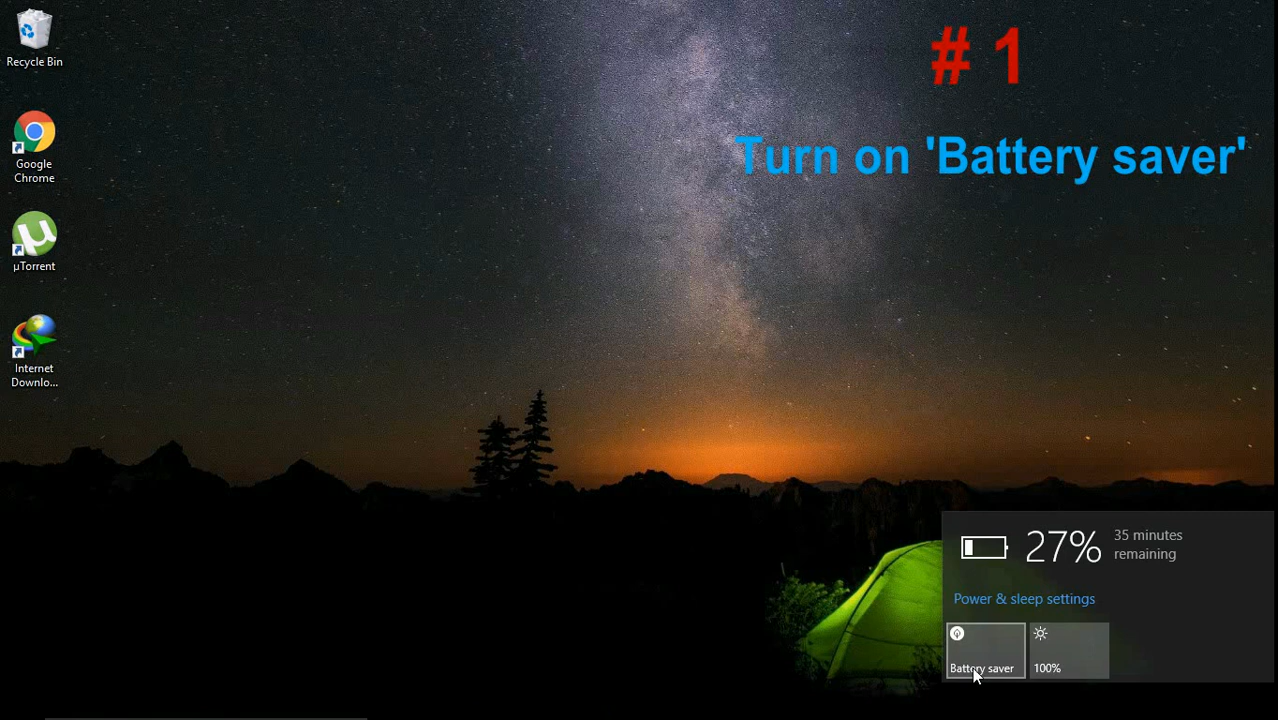 Recycle Bin
Google
Chrome
µTorrent
Internet
Downlo...
# 1
Turn on 'Battery saver'
27%
35 minutes
remaining
Power & sleep settings
Battery saver
100%